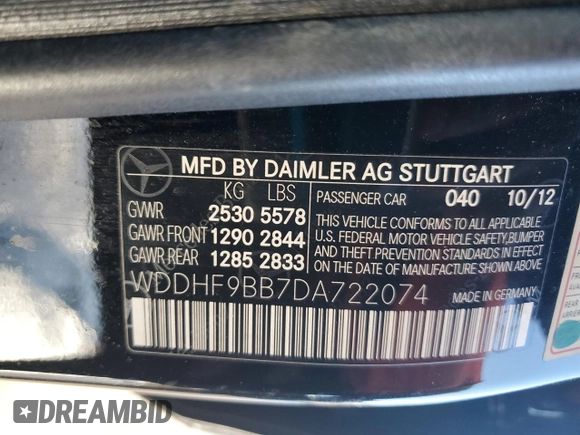 MFD BY DAIMLER AG STUTTGART
KG LBS
GVWR 2530 5578
GAWR FRONT 1290 2844
GAWR REAR 1285 2833
PASSENGER CAR 040 10/12
THIS VEHICLE CONFORMS TO ALL APPLICABLE
U.S. FEDERAL MOTOR VEHICLE SAFETY, BUMPER
AND THEFT PREVENTION STANDARDS IN EFFECT
ON THE DATE OF MANUFACTURE SHOWN ABOVE
WDDHF9BB7DA722074
MADE IN GERMANY
DREAMBID